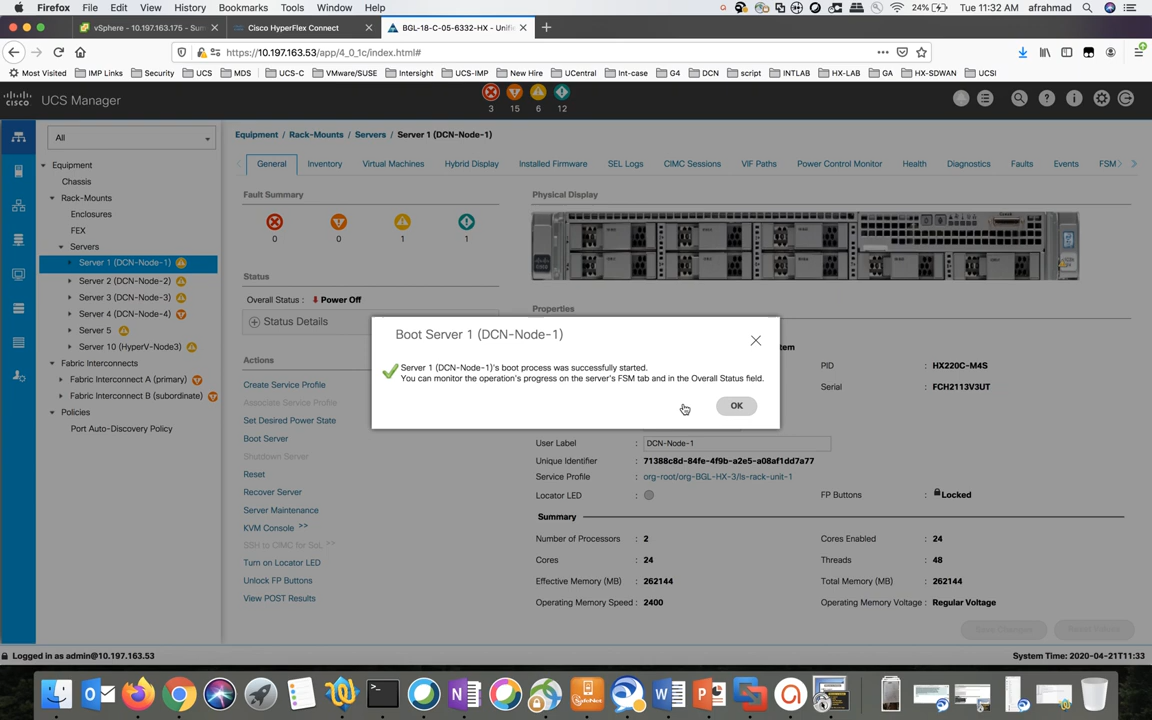 Firefox File Edit View History Bookmarks Tools Window Help 24% Tue 11:32 AM afrahmad
vSphere - 10.197.163.175 - Sum
Cisco HyperFlex Connect
BGL-18-C-05-6332-HX - Unifi
https://10.197.163.53/app/4_0_1c/index.html#
Most Visited IMP Links Security UCS MDS UCS-C VMware/SUSE Intersight UCS-IMP New Hire UCentral Int-case G4 DCN script INTLAB HX-LAB GA HX-SDWAN UCSI
CISCO UCS Manager
3 15 6 12
All
Equipment
Chassis
Rack-Mounts
Enclosures
FEX
Servers
Server 1 (DCN-Node-1)
Server 2 (DCN-Node-2)
Server 3 (DCN-Node-3)
Server 4 (DCN-Node-4)
Server 5
Server 10 (HyperV-Node3)
Fabric Interconnects
Fabric Interconnect A (primary)
Fabric Interconnect B (subordinate)
Policies
Port Auto-Discovery Policy
Equipment / Rack-Mounts / Servers / Server 1 (DCN-Node-1)
General Inventory Virtual Machines Hybrid Display Installed Firmware SEL Logs CIMC Sessions VIF Paths Power Control Monitor Health Diagnostics Faults Events FSM
Fault Summary
0 0 1 1
Status
Overall Status : Power Off
Status Details
Actions
Create Service Profile
Associate Service Profile
Set Desired Power State
Boot Server
Shutdown Server
Reset
Recover Server
Server Maintenance
KVM Console >>
SSH to CIMC for SoL >>
Turn on Locator LED
Unlock FP Buttons
View POST Results
Physical Display
Properties
Boot Server 1 (DCN-Node-1)
Server 1 (DCN-Node-1)'s boot process was successfully started.
You can monitor the operation's progress on the server's FSM tab and in the Overall Status field.
OK
tem
PID : HX220C-M4S
Serial : FCH2113V3UT
User Label : DCN-Node-1
Unique Identifier : 71388c8d-84fe-4f9b-a2e5-a08af1dd7a77
Service Profile : org-root/org-BGL-HX-3/ls-rack-unit-1
Locator LED :
FP Buttons : Locked
Summary
Number of Processors : 2
Cores Enabled : 24
Cores : 24
Threads : 48
Effective Memory (MB) : 262144
Total Memory (MB) : 262144
Operating Memory Speed : 2400
Operating Memory Voltage : Regular Voltage
Save Changes
Reset Values
Logged in as admin@10.197.163.53
System Time: 2020-04-21T11:33